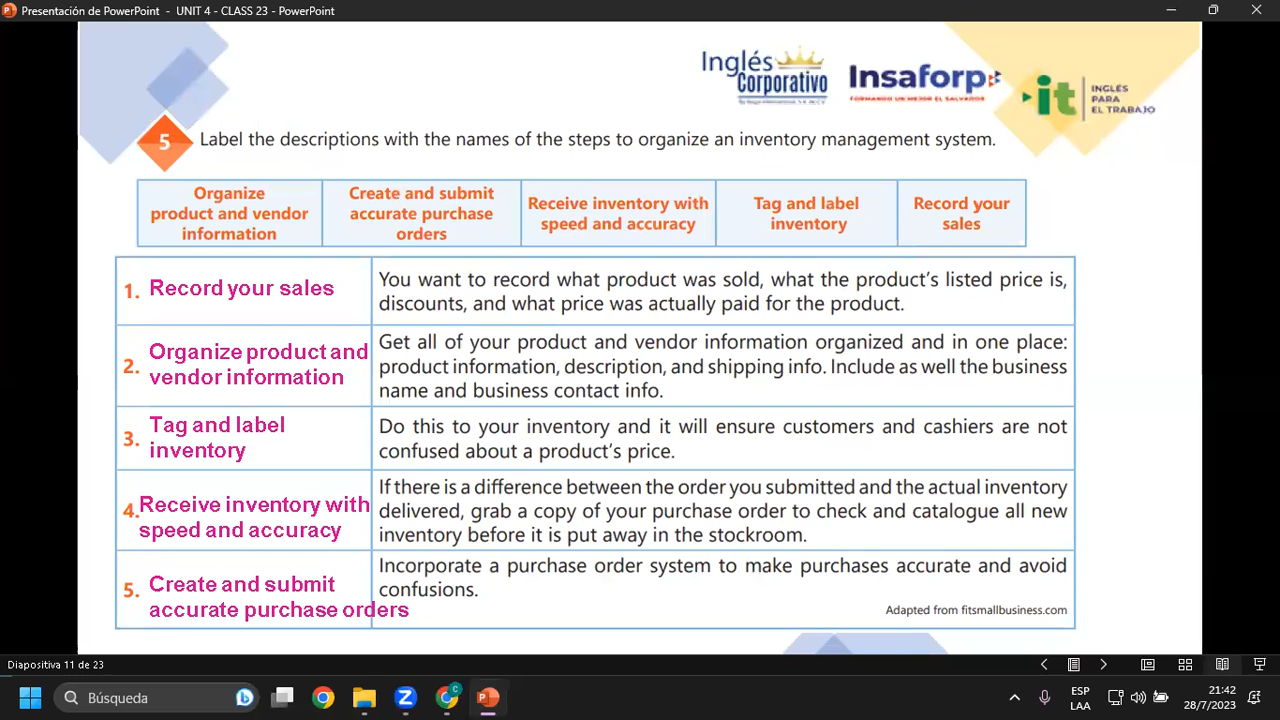 Presentación de PowerPoint - UNIT 4 - CLASS 23 - PowerPoint
Inglés
Corporativo
Insaforp
FORMANDO UN MEJOR EL SALVADOR
it
INGLÉS
PARA
EL TRABAJO
5
Label the descriptions with the names of the steps to organize an inventory management system.
Organize
product and vendor
information
Create and submit
accurate purchase
orders
Receive inventory with
speed and accuracy
Tag and label
inventory
Record your
sales
1. Record your sales
You want to record what product was sold, what the product's listed price is,
discounts, and what price was actually paid for the product.
2. Organize product and
vendor information
Get all of your product and vendor information organized and in one place:
product information, description, and shipping info. Include as well the business
name and business contact info.
3. Tag and label
inventory
Do this to your inventory and it will ensure customers and cashiers are not
confused about a product's price.
4. Receive inventory with
speed and accuracy
If there is a difference between the order you submitted and the actual inventory
delivered, grab a copy of your purchase order to check and catalogue all new
inventory before it is put away in the stockroom.
5. Create and submit
accurate purchase orders
Incorporate a purchase order system to make purchases accurate and avoid
confusions.
Adapted from fitsmallbusiness.com
Diapositiva 11 de 23
Búsqueda
ESP
LAA
21:42
28/7/2023